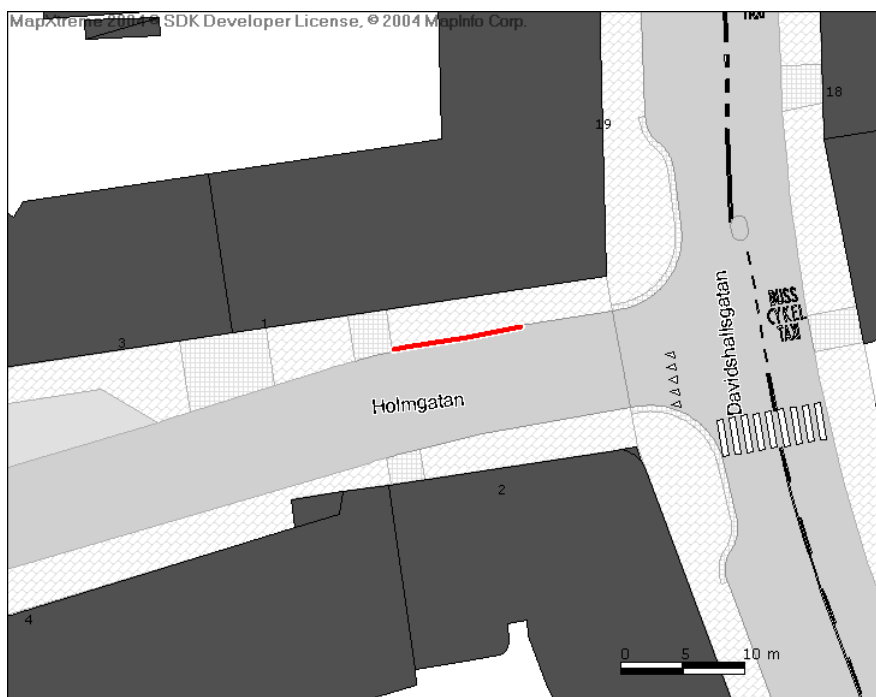 MapXtreme 2004 ® SDK Developer License, © 2004 MapInfo Corp.
TAXI
18
19
Davidshallsgatan
BUSS
CYKEL
TAXI
1
3
Holmgatan
2
4
0 5 10 m